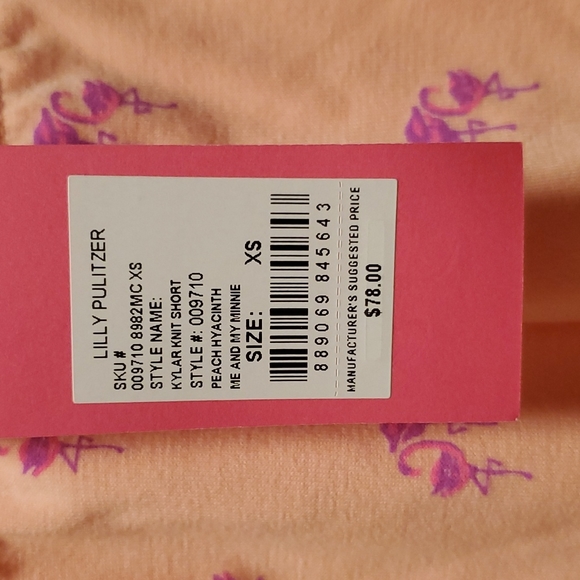 LILLY PULITZER
SKU #
009710 8982MC XS
STYLE NAME:
KYLAR KNIT SHORT
STYLE #: 009710
PEACH HYACINTH
ME AND MY MINNIE
SIZE: XS
889069 845643
MANUFACTURER'S SUGGESTED PRICE
$78.00